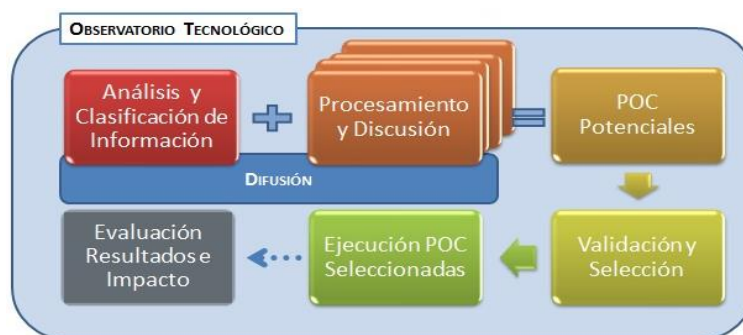 OBSERVATORIO TECNOLÓGICO
Análisis y
Clasificación de
Información
Procesamiento
y Discusión
POC
Potenciales
DIFUSIÓN
Evaluación
Resultados e
Impacto
Ejecución POC
Seleccionadas
Validación y
Selección